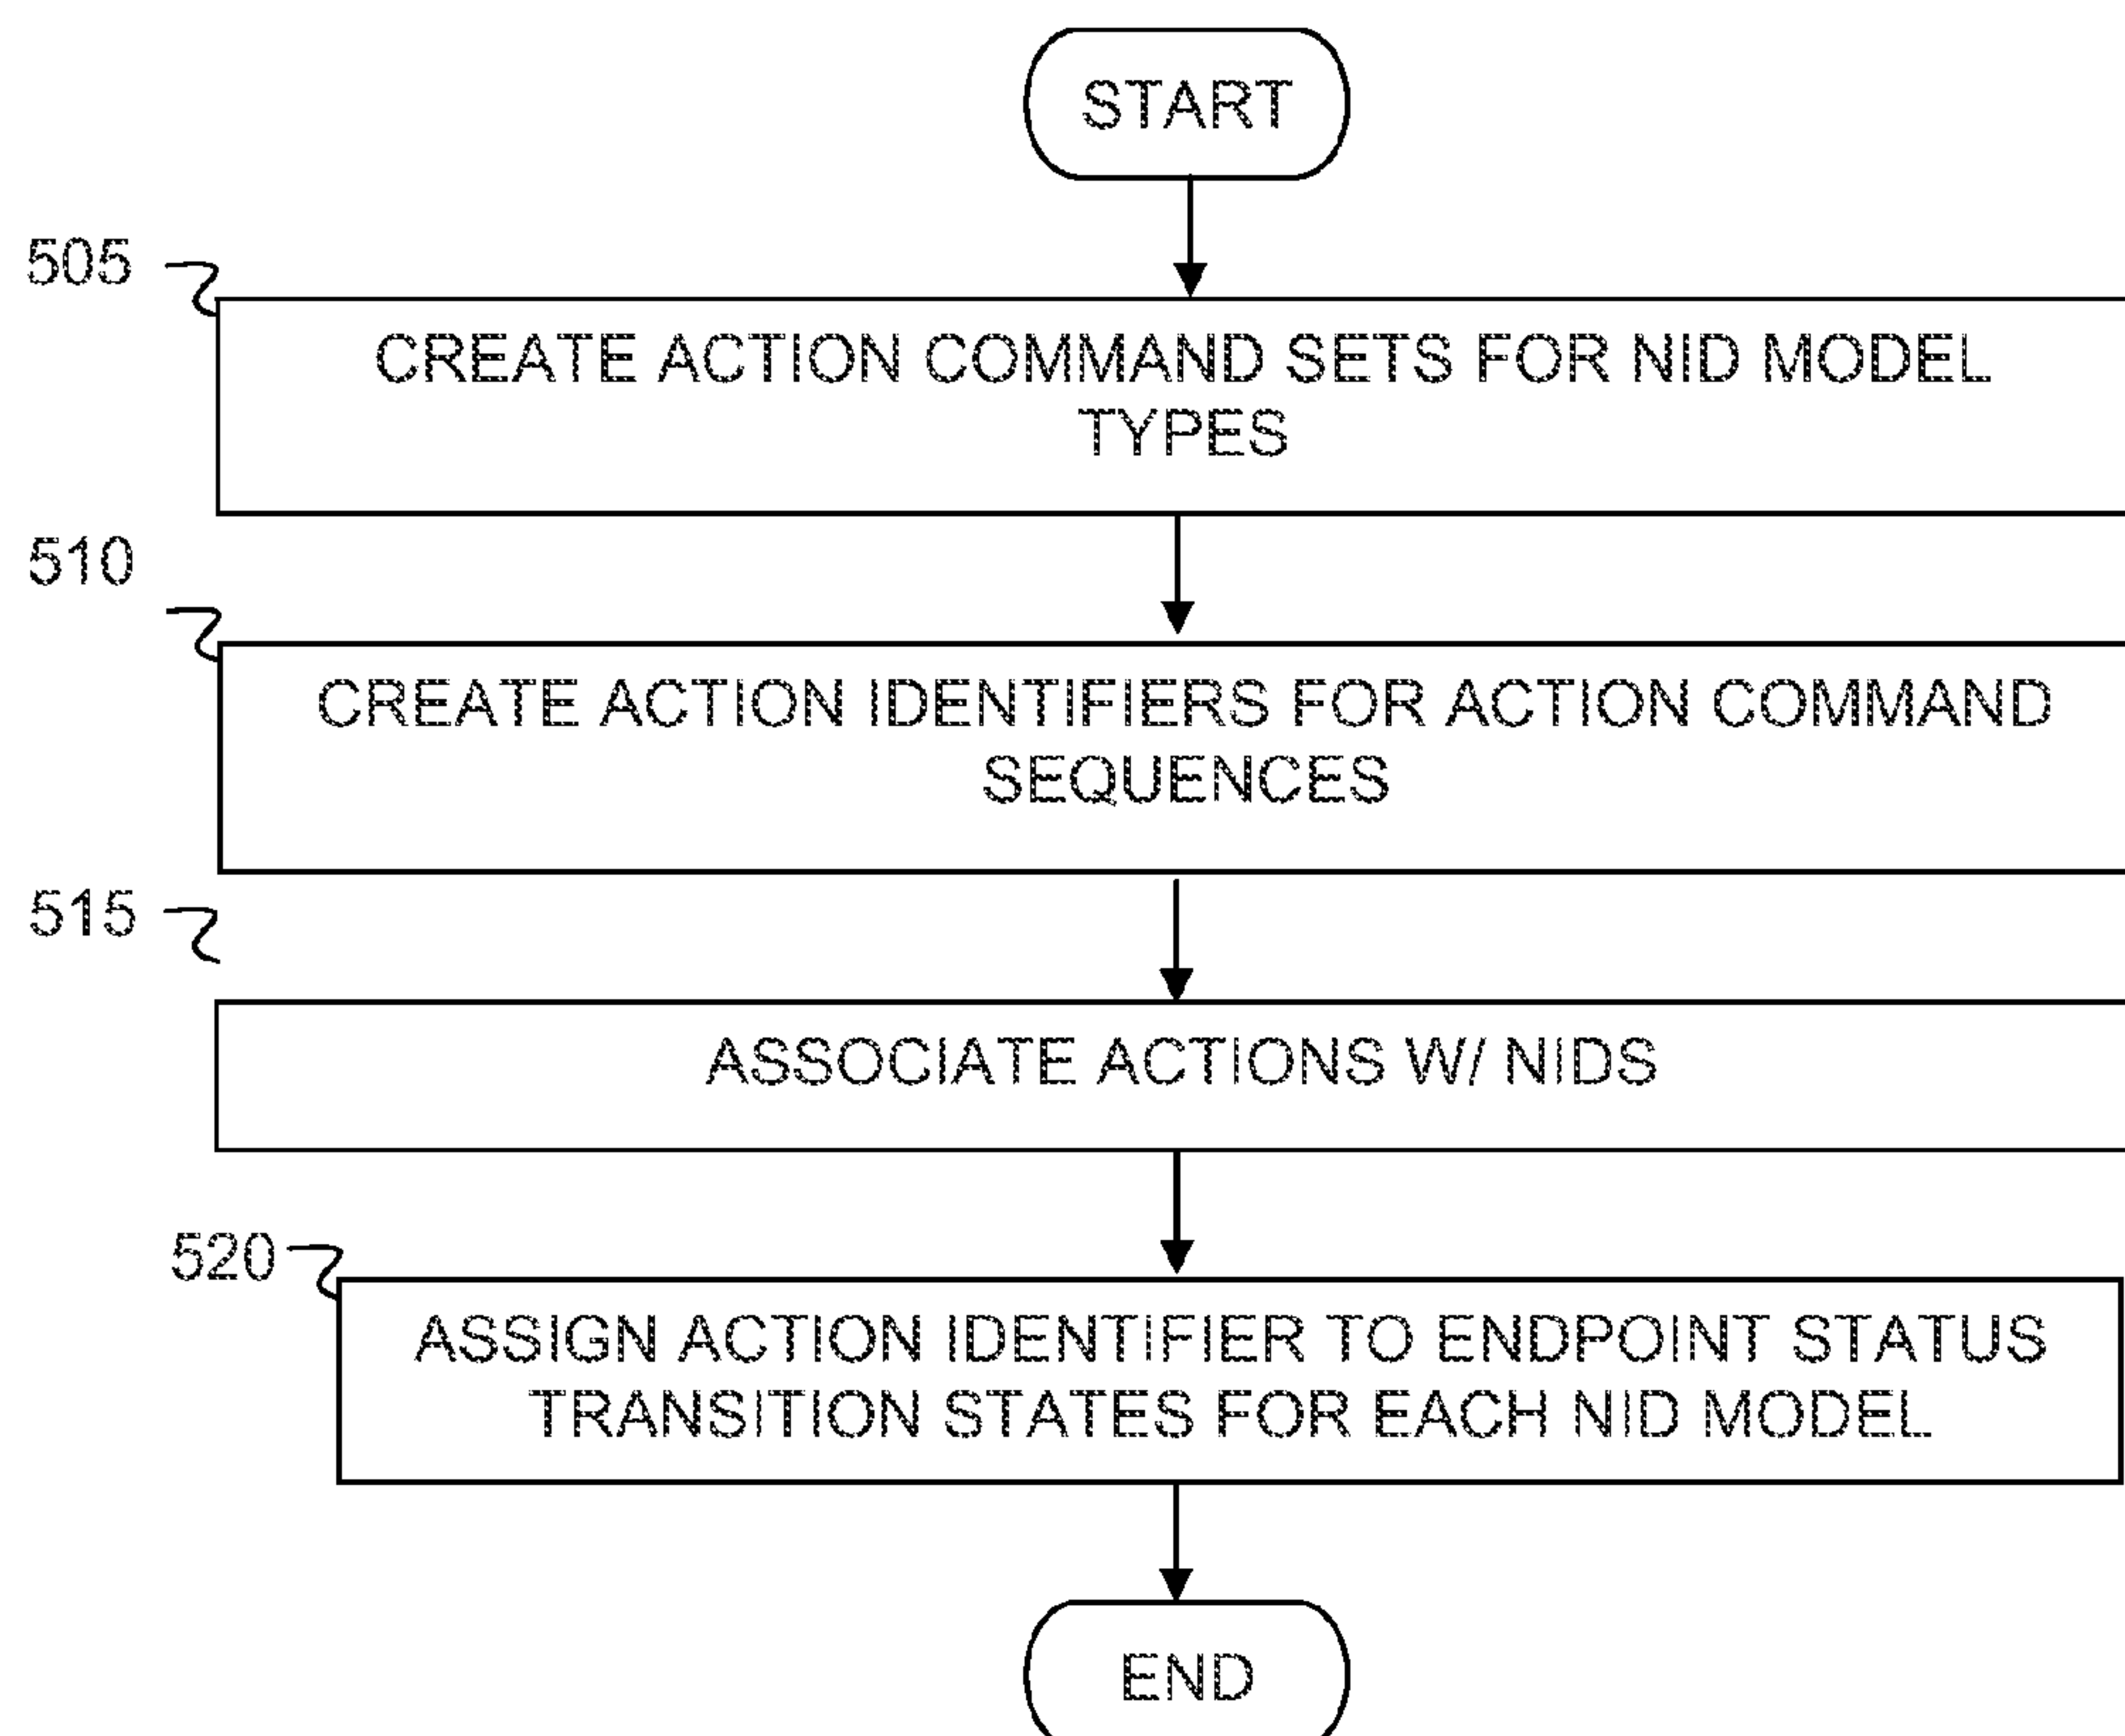 START
505
CREATE ACTION COMMAND SETS FOR NID MODEL
TYPES
510
CREATE ACTION IDENTIFIERS FOR ACTION COMMAND
SEQUENCES
515
ASSOCIATE ACTIONS W/ NIDS
520
ASSIGN ACTION IDENTIFIER TO ENDPOINT STATUS
TRANSITION STATES FOR EACH NID MODEL
END